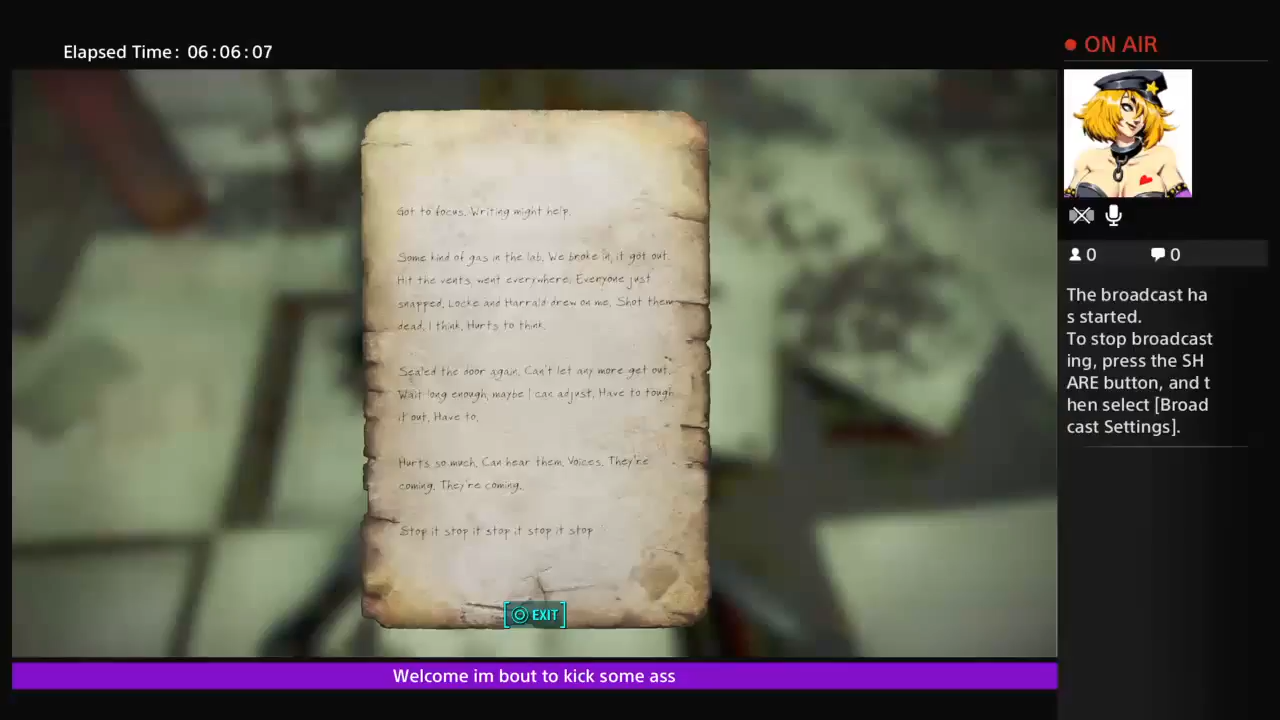 Elapsed Time: 06:06:07
ON AIR
0
0
The broadcast ha
s started.
To stop broadcast
ing, press the SH
ARE button, and t
hen select [Broad
cast Settings].
Got to focus. Writing might help.
Some kind of gas in the lab. We broke in, it got out.
Hit the vents, went everywhere. Everyone just
snapped. Locke and Harrald drew on me. Shot them
dead, I think. Hurts to think.
Sealed the door again. Can't let any more get out.
Wait long enough, maybe I can adjust. Have to tough
it out. Have to.
Hurts so much. Can hear them. Voices. They're
coming. They're coming.
Stop it stop it stop it stop it stop
EXIT
Welcome im bout to kick some ass